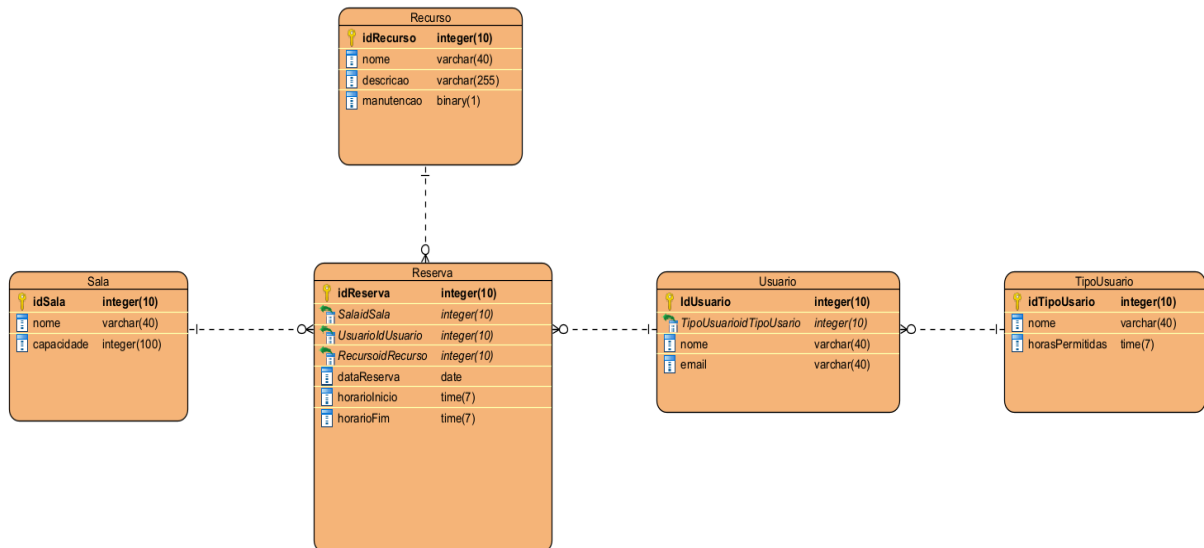 Recurso
idRecurso integer(10)
nome varchar(40)
descricao varchar(255)
manutencao binary(1)
Sala
idSala integer(10)
nome varchar(40)
capacidade integer(100)
Reserva
idReserva integer(10)
SalaidSala integer(10)
UsuarioIdUsuario integer(10)
RecursoidRecurso integer(10)
dataReserva date
horarioInicio time(7)
horarioFim time(7)
Usuario
IdUsuario integer(10)
TipoUsuarioidTipoUsario integer(10)
nome varchar(40)
email varchar(40)
TipoUsuario
idTipoUsario integer(10)
nome varchar(40)
horasPermitidas time(7)